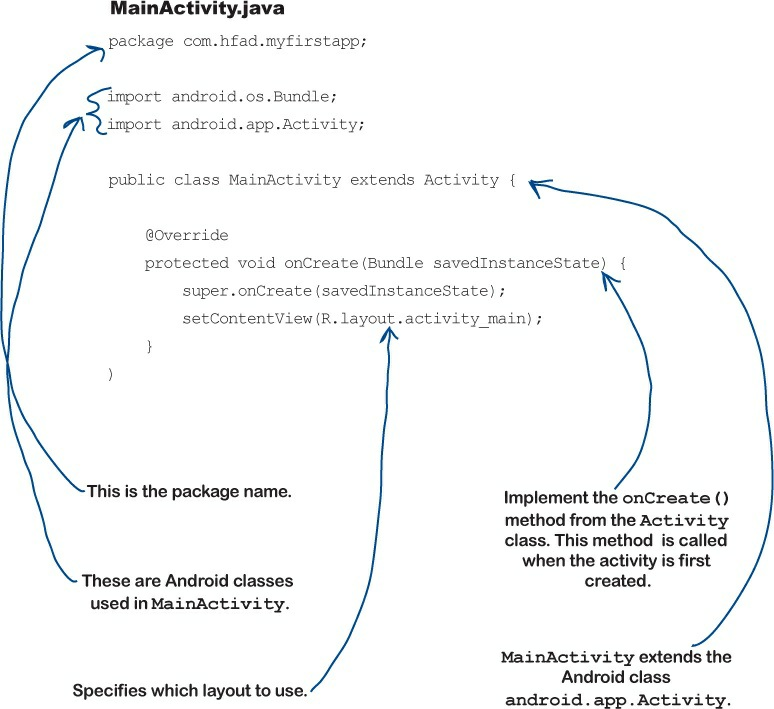 MainActivity.java
package com.hfad.myfirstapp;
import android.os.Bundle;
import android.app.Activity;
public class MainActivity extends Activity {
@Override
protected void onCreate(Bundle savedInstanceState) {
super.onCreate(savedInstanceState);
setContentView(R.layout.activity_main);
}
)
This is the package name.
These are Android classes
used in MainActivity.
Specifies which layout to use.
Implement the onCreate()
method from the Activity
class. This method is called
when the activity is first
created.
MainActivity extends the
Android class
android.app.Activity.